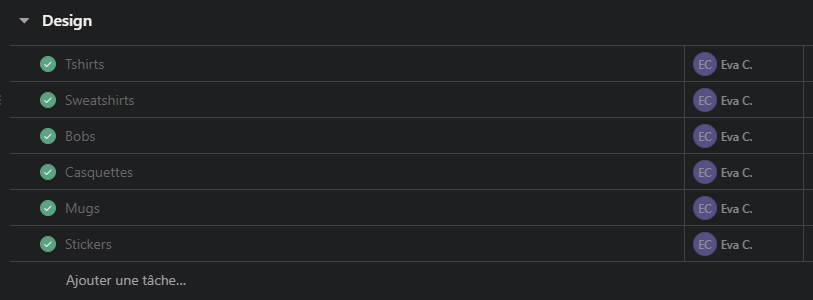 Design
Tshirts EC Eva C.
Sweatshirts EC Eva C.
Bobs EC Eva C.
Casquettes EC Eva C.
Mugs EC Eva C.
Stickers EC Eva C.
Ajouter une tâche...